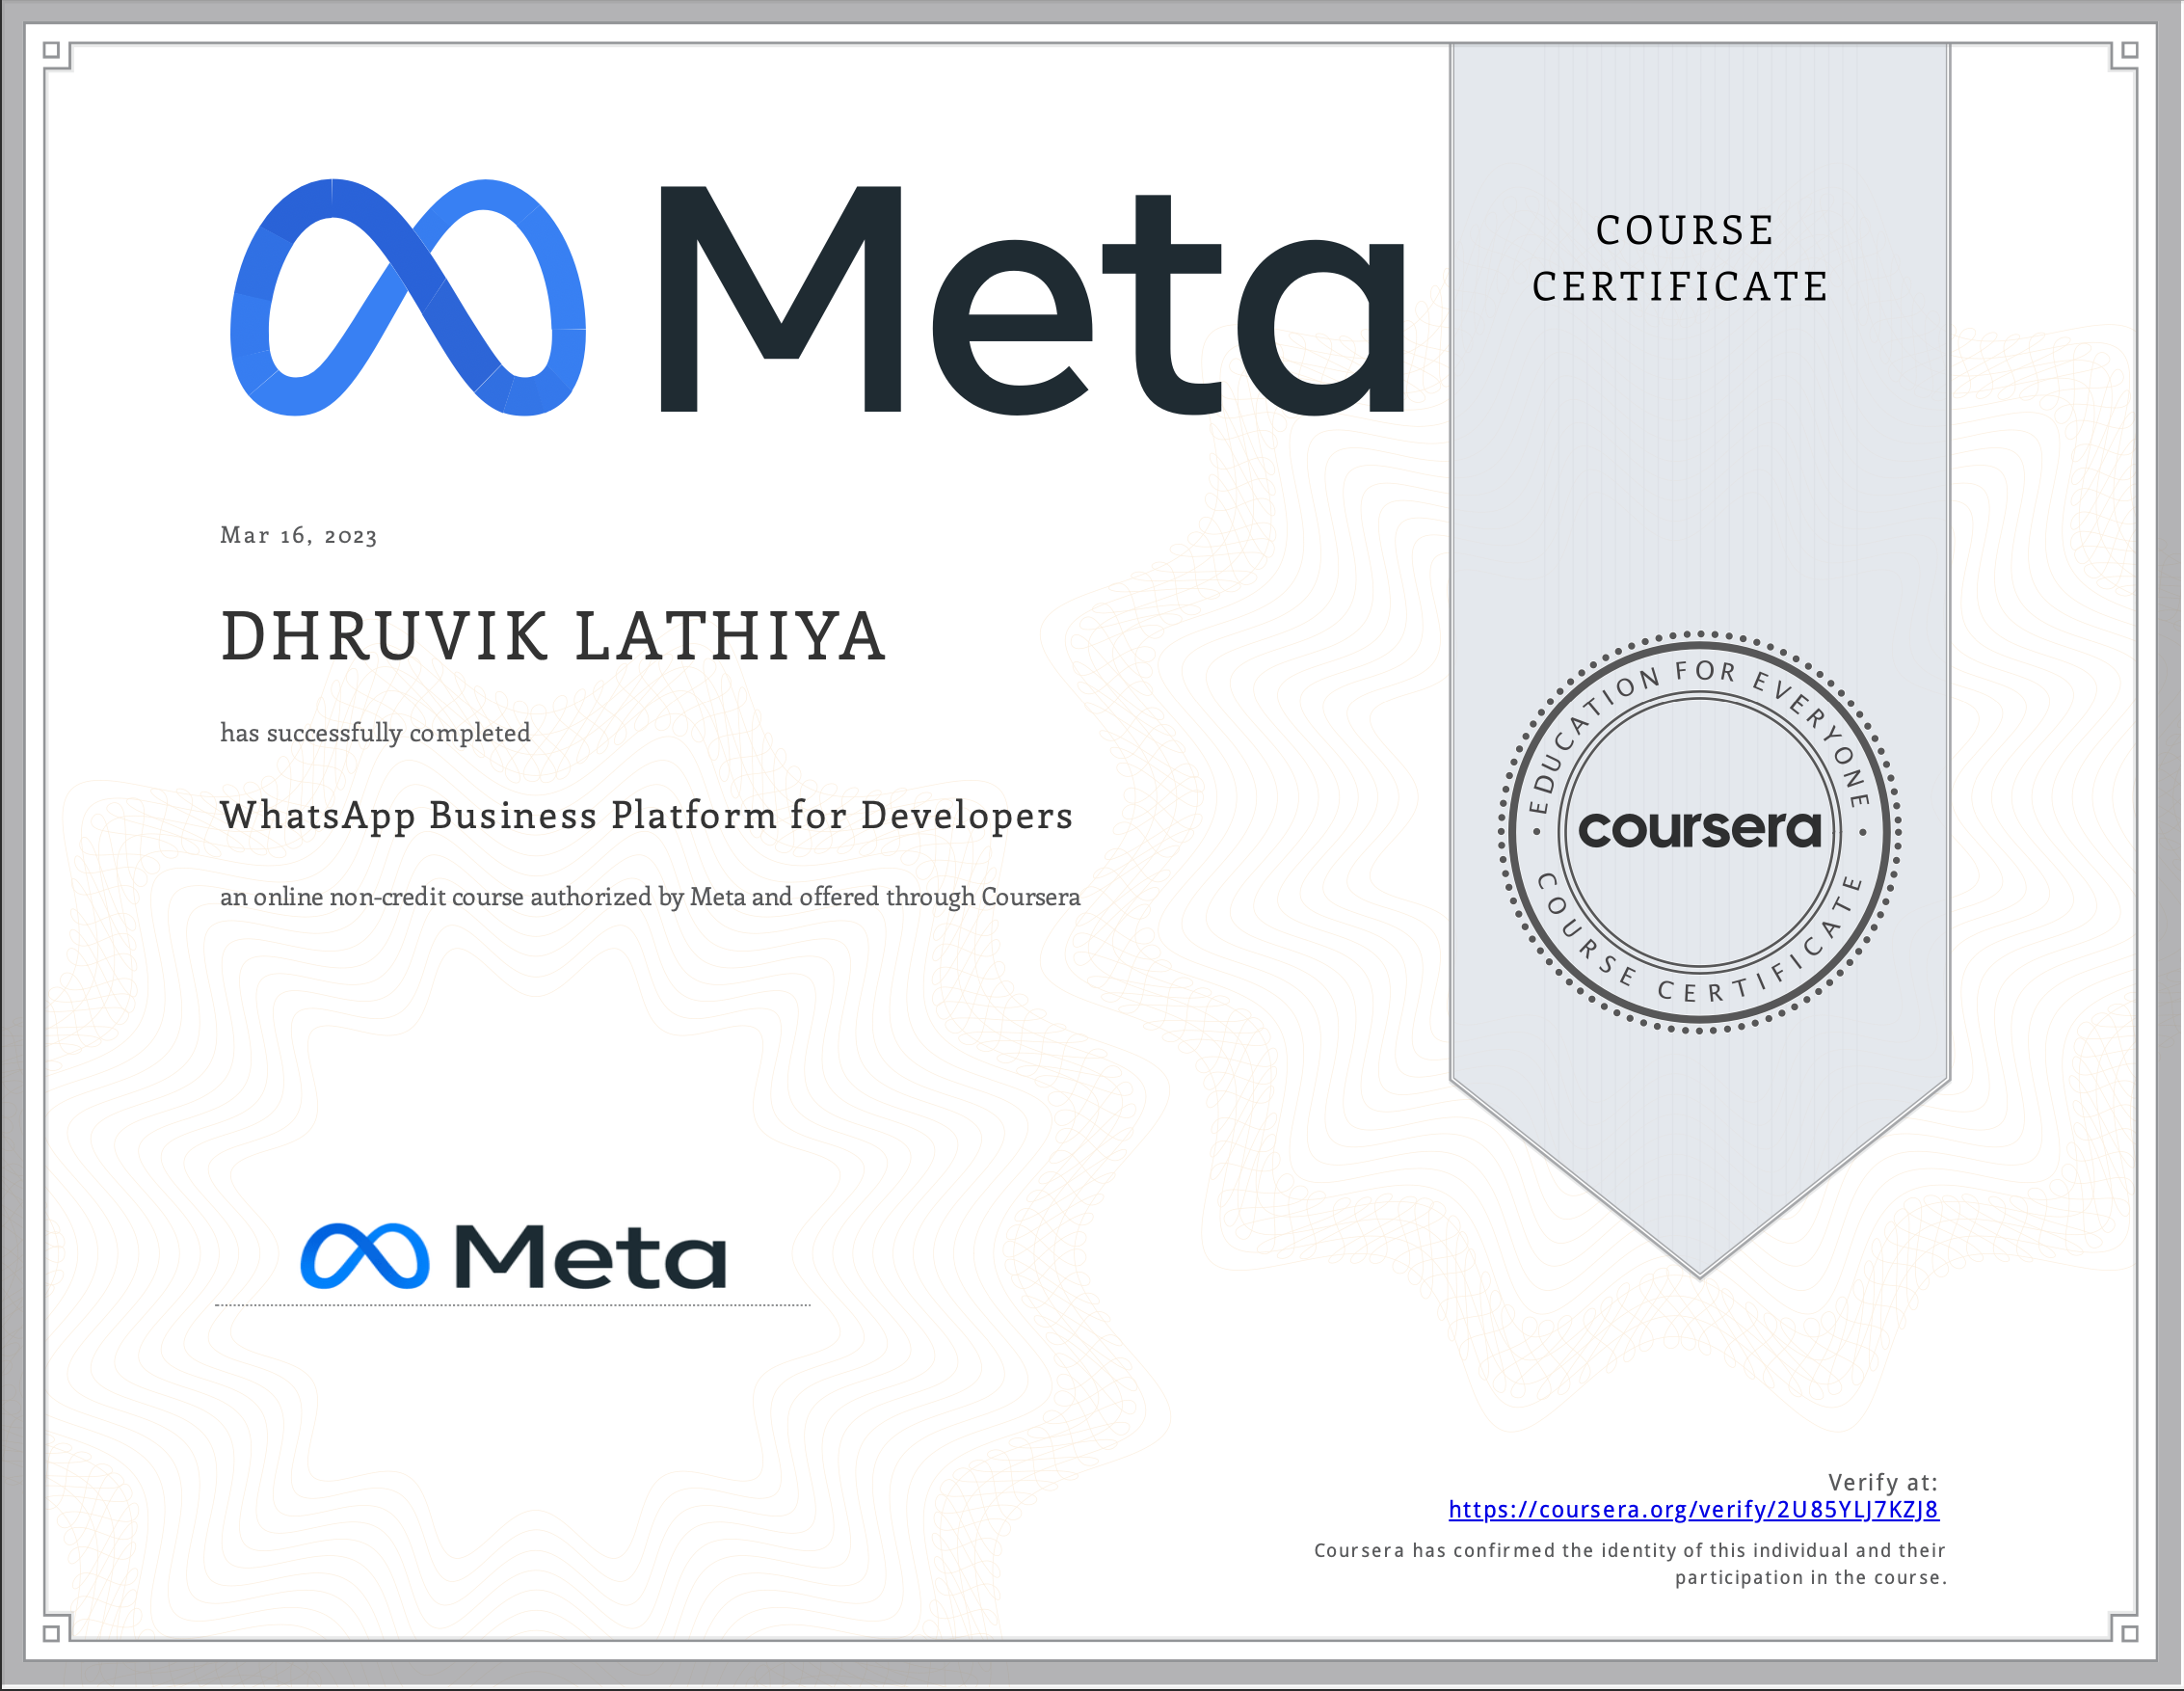 Meta
COURSE
CERTIFICATE
Mar 16, 2023
DHRUVIK LATHIYA
has successfully completed
WhatsApp Business Platform for Developers
an online non-credit course authorized by Meta and offered through Coursera
EDUCATION FOR EVERYONE
coursera
COURSE CERTIFICATE
Meta
Verify at:
https://coursera.org/verify/2U85YLJ7KZJ8
Coursera has confirmed the identity of this individual and their
participation in the course.